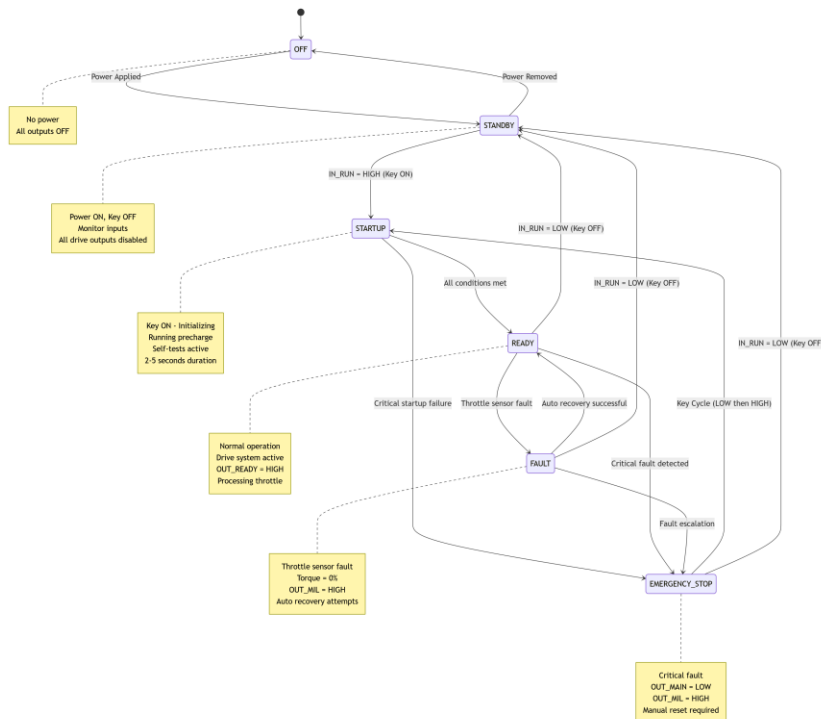 OFF
Power Applied
Power Removed
No power
All outputs OFF
STANDBY
IN_RUN = HIGH (Key ON)
Power ON, Key OFF
Monitor inputs
All drive outputs disabled
STARTUP
IN_RUN = LOW (Key OFF)
All conditions met
IN_RUN = LOW (Key OFF)
Key ON - Initializing
Running precharge
Self-tests active
2-5 seconds duration
READY
IN_RUN = LOW (Key OFF
Critical startup failure
Throttle sensor fault
Auto recovery successful
Key Cycle (LOW then HIGH)
Normal operation
Drive system active
OUT_READY = HIGH
Processing throttle
FAULT
Critical fault detected
Fault escalation
Throttle sensor fault
Torque = 0%
OUT_MIL = HIGH
Auto recovery attempts
EMERGENCY_STOP
Critical fault
OUT_MAIN = LOW
OUT_MIL = HIGH
Manual reset required